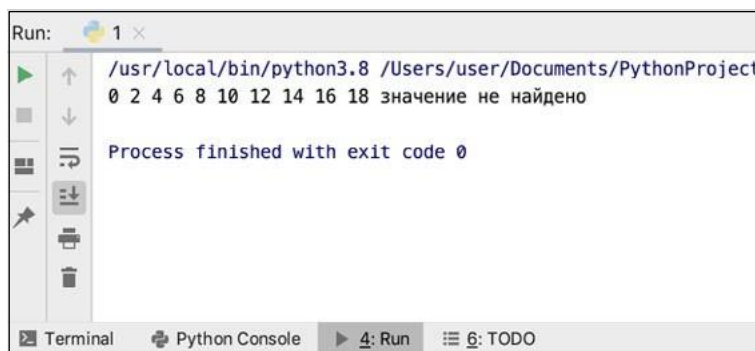 Run: 1
/usr/local/bin/python3.8 /Users/user/Documents/PythonProject
0 2 4 6 8 10 12 14 16 18 значение не найдено
Process finished with exit code 0
Terminal Python Console 4: Run 6: TODO